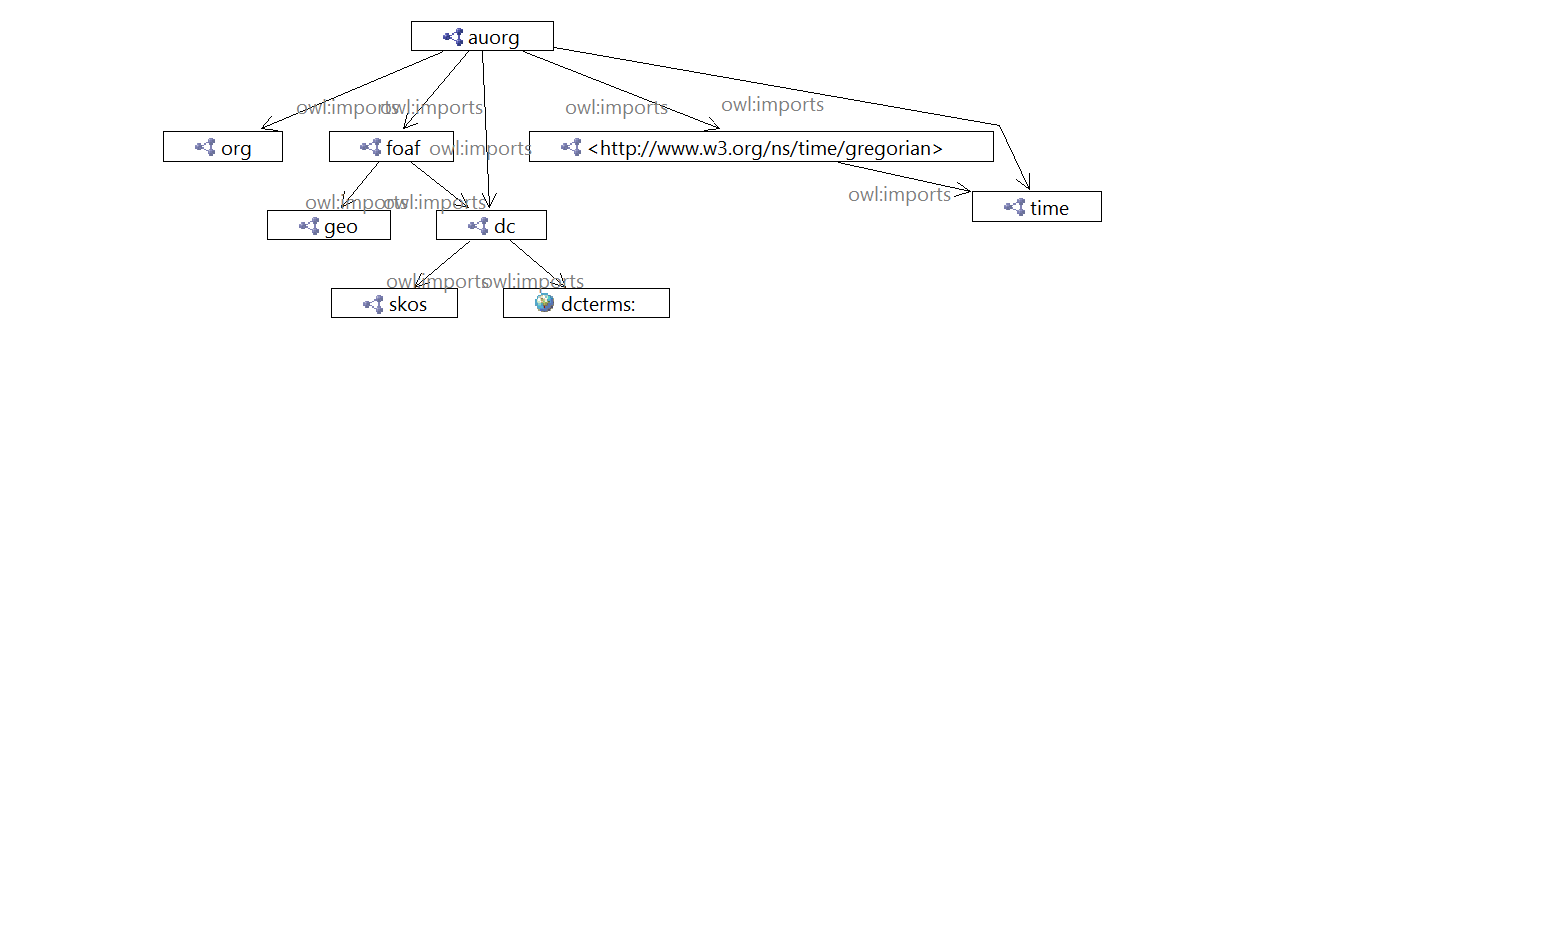 auorg
owl:imports owl:imports owl:imports owl:imports
org foaf owl:imports <http://www.w3.org/ns/time/gregorian>
owl:imports owl:imports owl:imports
geo dc time
owl:imports owl:imports
skos dcterms: